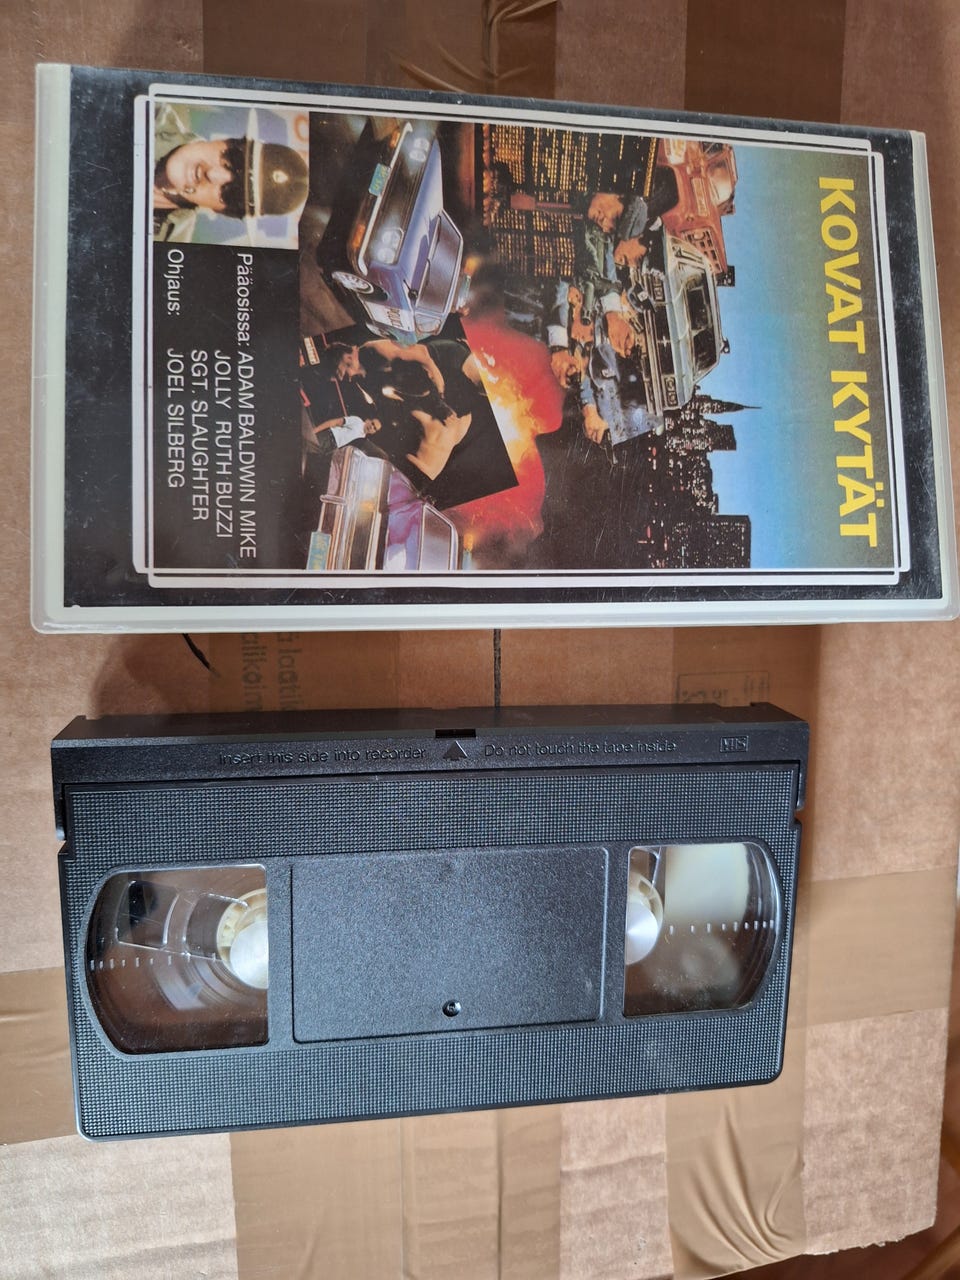 KOVAT KYTÄT
Pääosissa: ADAM BALDWIN MIKE
JOLLY RUTH BUZZI
SGT. SLAUGHTER
Ohjaus: JOEL SILBERG
Insert this side into recorder Do not touch the tape inside VHS